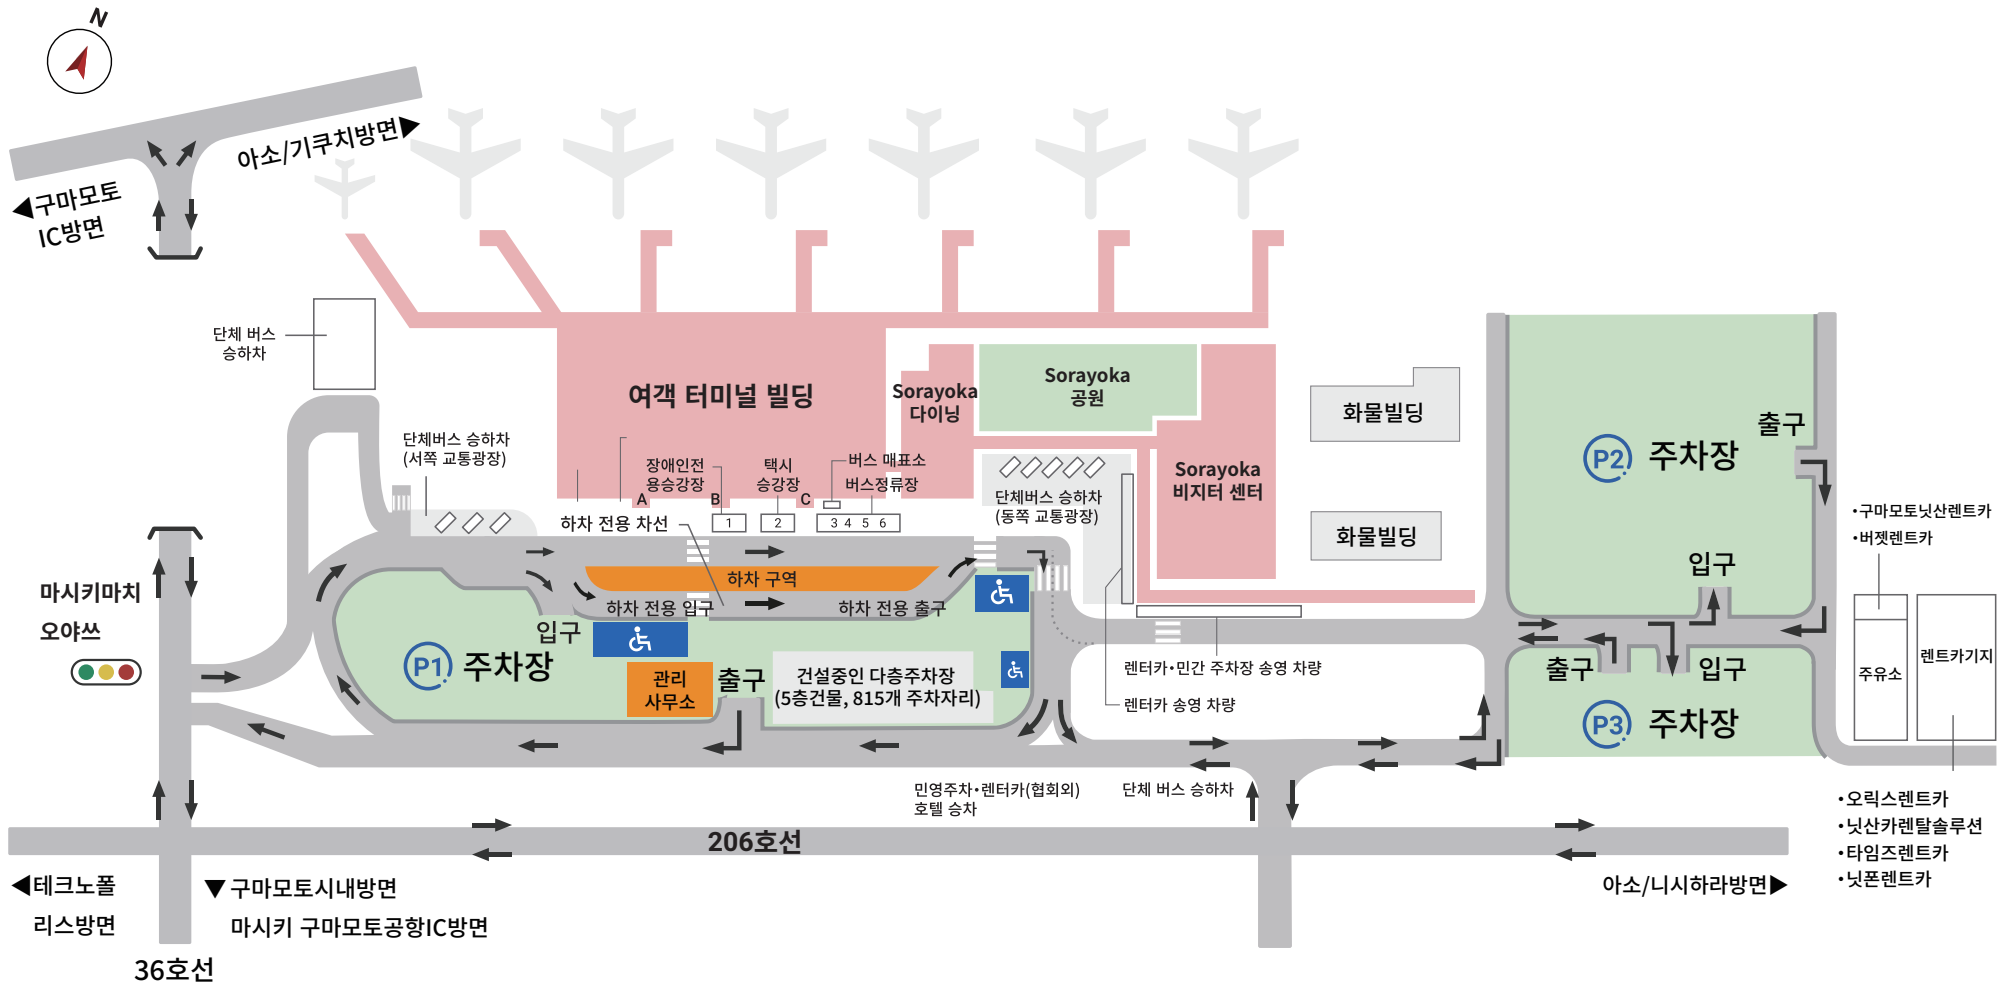 N
아소/기쿠치방면▶
◀구마모토
IC방면
단체 버스
승하차
여객 터미널 빌딩
Sorayoka
다이닝
Sorayoka
공원
화물빌딩
출구
P2 주차장
단체버스 승하차
(서쪽 교통광장)
장애인전
용승강장
택시
승강장
버스 매표소
버스정류장
Sorayoka
비지터 센터
단체버스 승하차
(동쪽 교통광장)
A
B
C
1
2
3 4 5 6
하차 전용 차선
화물빌딩
•구마모토닛산렌트카
•버젯렌트카
입구
하차 구역
하차 전용 입구
하차 전용 출구
마시키마치
오야쓰
입구
P1 주차장
관리
사무소
출구
건설중인 다층주차장
(5층건물, 815개 주차자리)
렌터카•민간 주차장 송영 차량
렌터카 송영 차량
출구
입구
P3 주차장
주유소
렌트카기지
민영주차•렌터카(협회외)
호텔 승차
단체 버스 승하차
206호선
•오릭스렌트카
•닛산카렌탈솔루션
•타임즈렌트카
•닛폰렌트카
◀테크노폴
리스방면
▼구마모토시내방면
마시키 구마모토공항IC방면
아소/니시하라방면▶
36호선